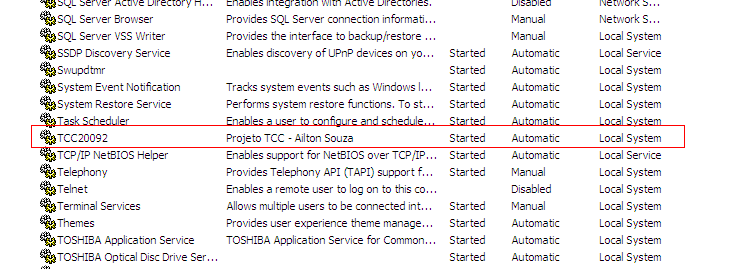 SQL Server Active Directory H... Enables integration with Active Directories. Disabled Network S...
SQL Server Browser Provides SQL Server connection informati... Manual Network S...
SQL Server VSS Writer Provides the interface to backup/restore ... Manual Local System
SSDP Discovery Service Enables discovery of UPnP devices on yo... Started Automatic Local Service
Swupdtmr Started Automatic Local System
System Event Notification Tracks system events such as Windows l... Started Automatic Local System
System Restore Service Performs system restore functions. To st... Started Automatic Local System
Task Scheduler Enables a user to configure and schedule... Started Automatic Local System
TCC20092 Projeto TCC - Ailton Souza Started Automatic Local System
TCP/IP NetBIOS Helper Enables support for NetBIOS over TCP/IP... Started Automatic Local Service
Telephony Provides Telephony API (TAPI) support f... Started Manual Local System
Telnet Enables a remote user to log on to this co... Disabled Local System
Terminal Services Allows multiple users to be connected int... Started Manual Local System
Themes Provides user experience theme manage... Started Automatic Local System
TOSHIBA Application Service TOSHIBA Application Service for Common... Started Automatic Local System
TOSHIBA Optical Disc Drive Ser... Started Automatic Local System